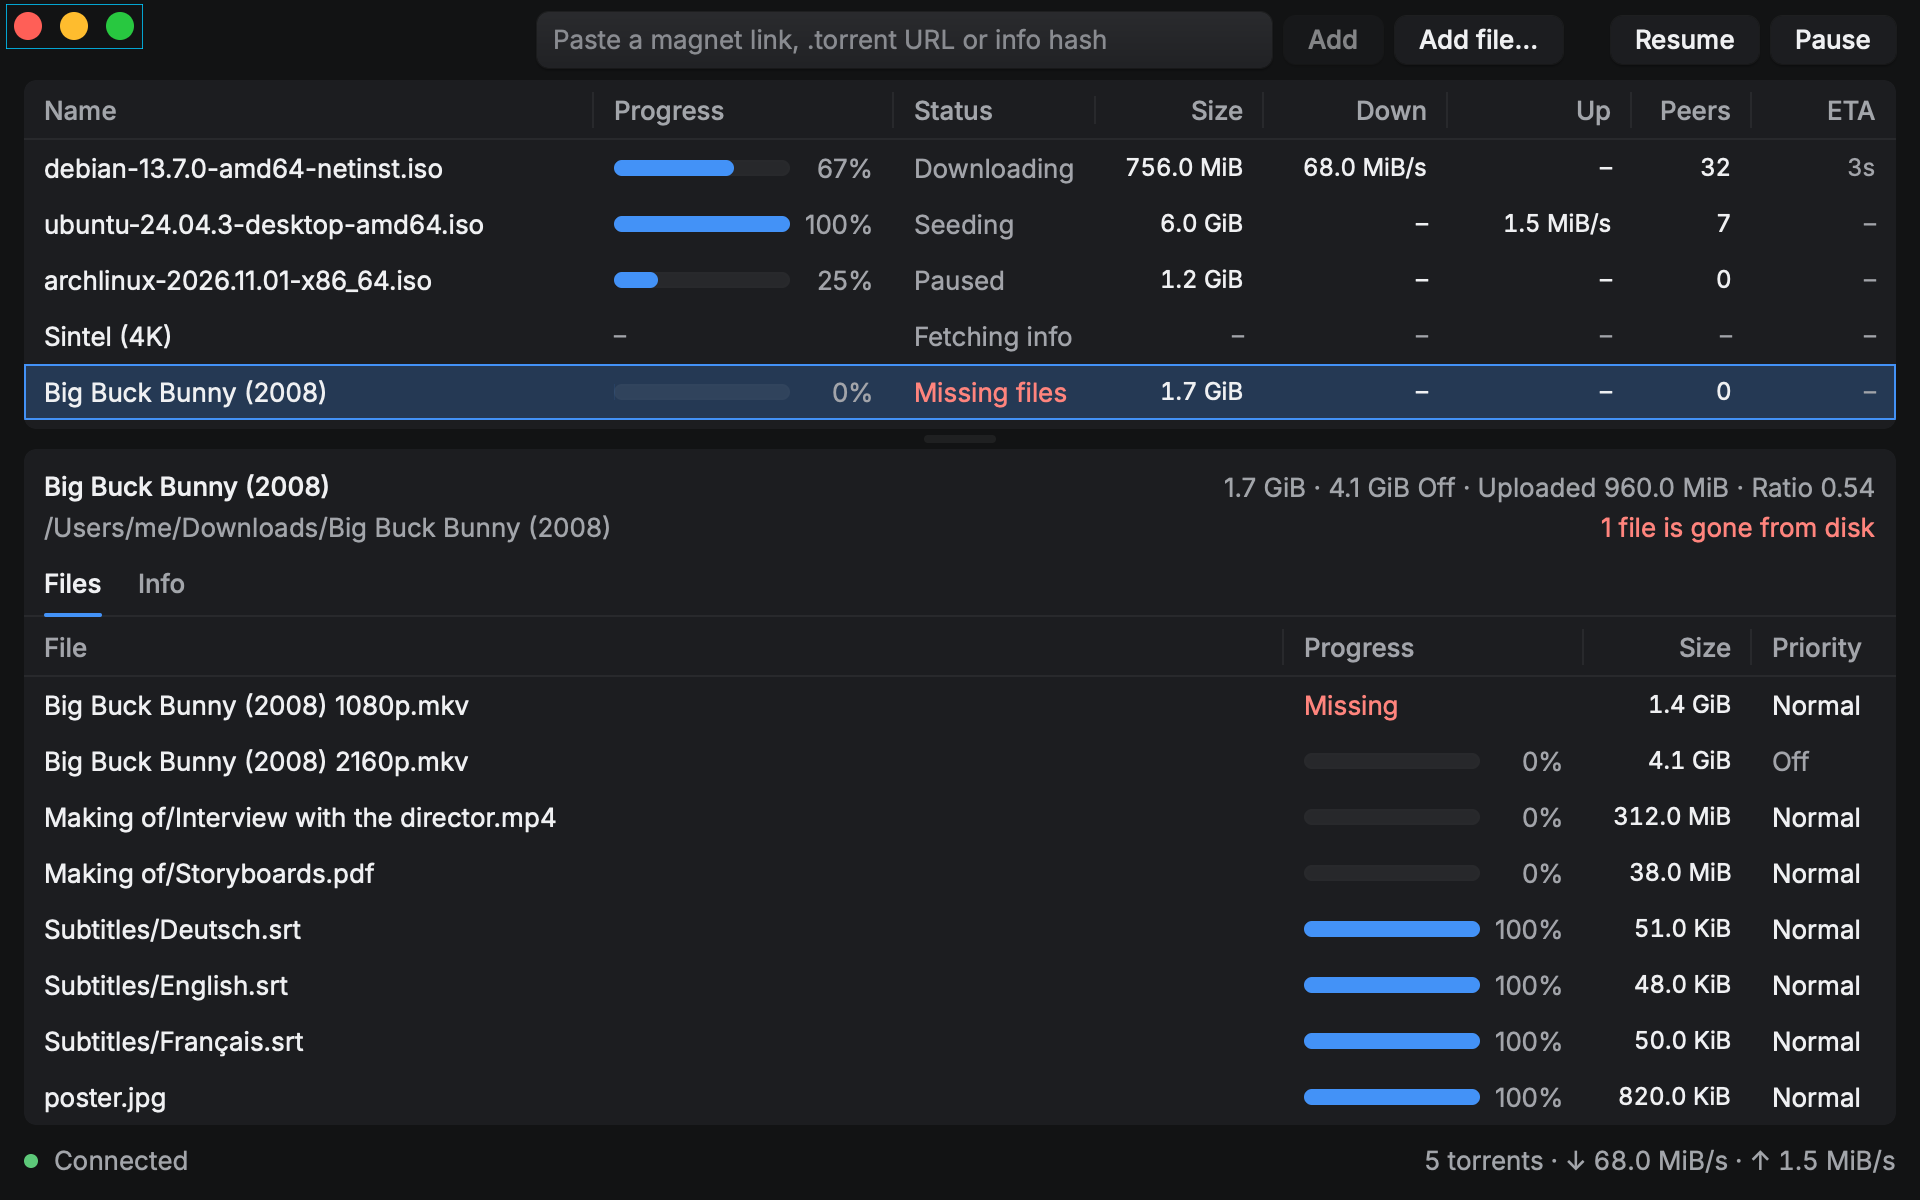 Paste a magnet link, .torrent URL or info hash Add Add file... Resume Pause
Name Progress Status Size Down Up Peers ETA
debian-13.7.0-amd64-netinst.iso 67% Downloading 756.0 MiB 68.0 MiB/s – 32 3s
ubuntu-24.04.3-desktop-amd64.iso 100% Seeding 6.0 GiB – 1.5 MiB/s 7 –
archlinux-2026.11.01-x86_64.iso 25% Paused 1.2 GiB – – 0 –
Sintel (4K) – Fetching info – – – – –
Big Buck Bunny (2008) 0% Missing files 1.7 GiB – – 0 –
Big Buck Bunny (2008) 1.7 GiB · 4.1 GiB Off · Uploaded 960.0 MiB · Ratio 0.54
/Users/me/Downloads/Big Buck Bunny (2008) 1 file is gone from disk
Files Info
File Progress Size Priority
Big Buck Bunny (2008) 1080p.mkv Missing 1.4 GiB Normal
Big Buck Bunny (2008) 2160p.mkv 0% 4.1 GiB Off
Making of/Interview with the director.mp4 0% 312.0 MiB Normal
Making of/Storyboards.pdf 0% 38.0 MiB Normal
Subtitles/Deutsch.srt 100% 51.0 KiB Normal
Subtitles/English.srt 100% 48.0 KiB Normal
Subtitles/Français.srt 100% 50.0 KiB Normal
poster.jpg 100% 820.0 KiB Normal
Connected 5 torrents · ↓ 68.0 MiB/s · ↑ 1.5 MiB/s